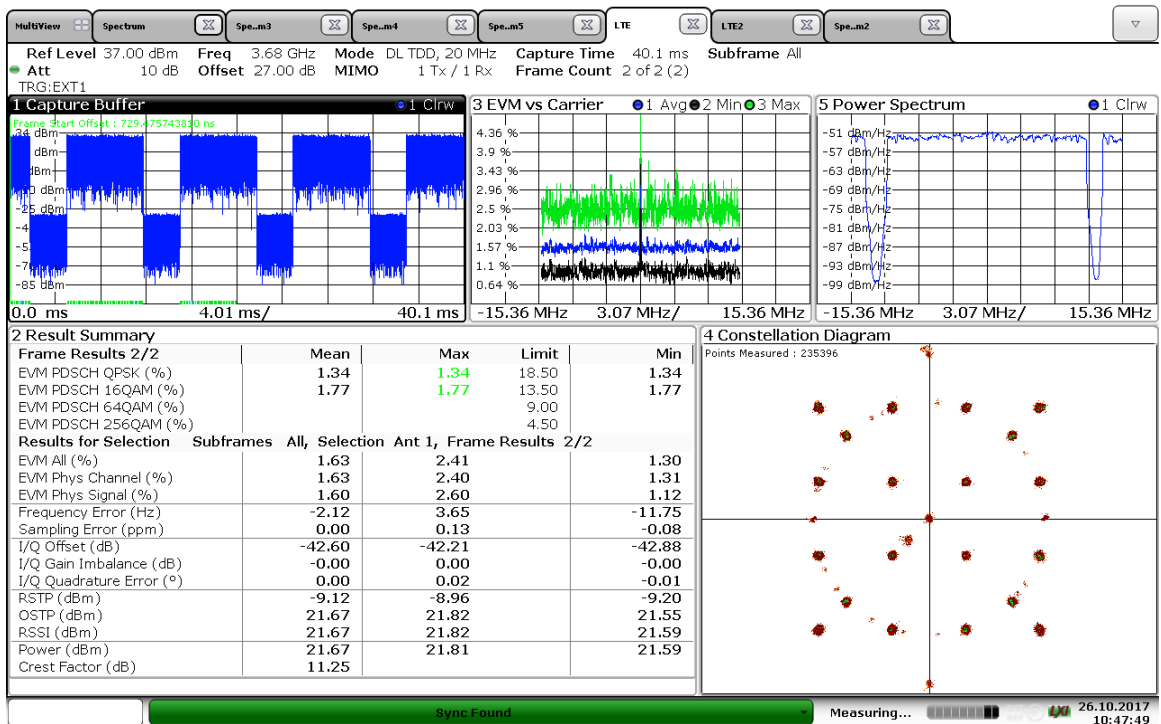 MultiView Spectrum Spe..m3 Spe..m4 Spe..m5 LTE LTE2 Spe..m2
Ref Level 37.00 dBm Freq 3.68 GHz Mode DL TDD, 20 MHz Capture Time 40.1 ms Subframe All
Att 10 dB Offset 27.00 dB MIMO 1 Tx / 1 Rx Frame Count 2 of 2 (2)
TRG:EXT1
1 Capture Buffer 1 Clrw
Frame Start Offset : 729.475743810 ns
34 dBm
dBm
dBm
dBm
-25 dBm
-85 dBm
0.0 ms 4.01 ms/ 40.1 ms
3 EVM vs Carrier 1 Avg 2 Min 3 Max
4.36 %
3.9 %
3.43 %
2.96 %
2.5 %
2.03 %
1.57 %
1.1 %
0.64 %
-15.36 MHz 3.07 MHz/ 15.36 MHz
5 Power Spectrum 1 Clrw
-51 dBm/Hz
-57 dBm/Hz
-63 dBm/Hz
-69 dBm/Hz
-75 dBm/Hz
-81 dBm/Hz
-87 dBm/Hz
-93 dBm/Hz
-99 dBm/Hz
-15.36 MHz 3.07 MHz/ 15.36 MHz
2 Result Summary
Frame Results 2/2 Mean Max Limit Min
EVM PDSCH QPSK (%) 1.34 1.34 18.50 1.34
EVM PDSCH 16QAM (%) 1.77 1.77 13.50 1.77
EVM PDSCH 64QAM (%) 9.00
EVM PDSCH 256QAM (%) 4.50
Results for Selection Subframes All, Selection Ant 1, Frame Results 2/2
EVM All (%) 1.63 2.41 1.30
EVM Phys Channel (%) 1.63 2.40 1.31
EVM Phys Signal (%) 1.60 2.60 1.12
Frequency Error (Hz) -2.12 3.65 -11.75
Sampling Error (ppm) 0.00 0.13 -0.08
I/Q Offset (dB) -42.60 -42.21 -42.88
I/Q Gain Imbalance (dB) -0.00 0.00 -0.00
I/Q Quadrature Error (°) 0.00 0.02 -0.01
RSTP (dBm) -9.12 -8.96 -9.20
OSTP (dBm) 21.67 21.82 21.55
RSSI (dBm) 21.67 21.82 21.59
Power (dBm) 21.67 21.81 21.59
Crest Factor (dB) 11.25
4 Constellation Diagram
Points Measured : 235396
Sync Found
Measuring...
LXI
26.10.2017
10:47:49